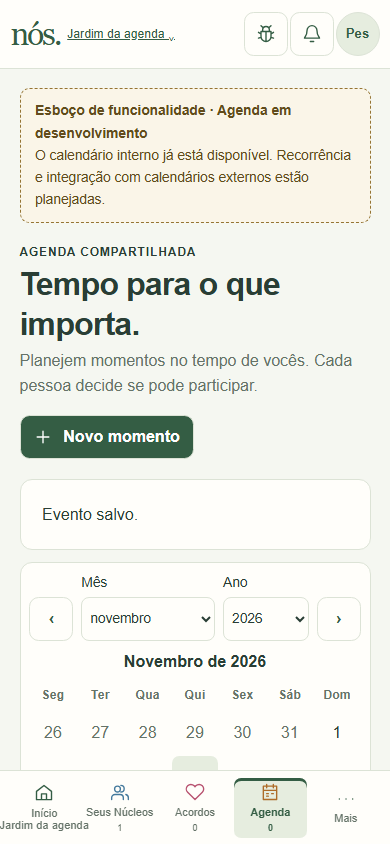 nós. Jardim da agenda
Pes
Esboço de funcionalidade · Agenda em
desenvolvimento
O calendário interno já está disponível. Recorrência
e integração com calendários externos estão
planejadas.
AGENDA COMPARTILHADA
Tempo para o que
importa.
Planejem momentos no tempo de vocês. Cada
pessoa decide se pode participar.
+ Novo momento
Evento salvo.
Mês Ano
‹ novembro 2026 ›
Novembro de 2026
Seg Ter Qua Qui Sex Sáb Dom
26 27 28 29 30 31 1
Início Seus Núcleos Acordos Agenda Mais
Jardim da agenda 1 0 0